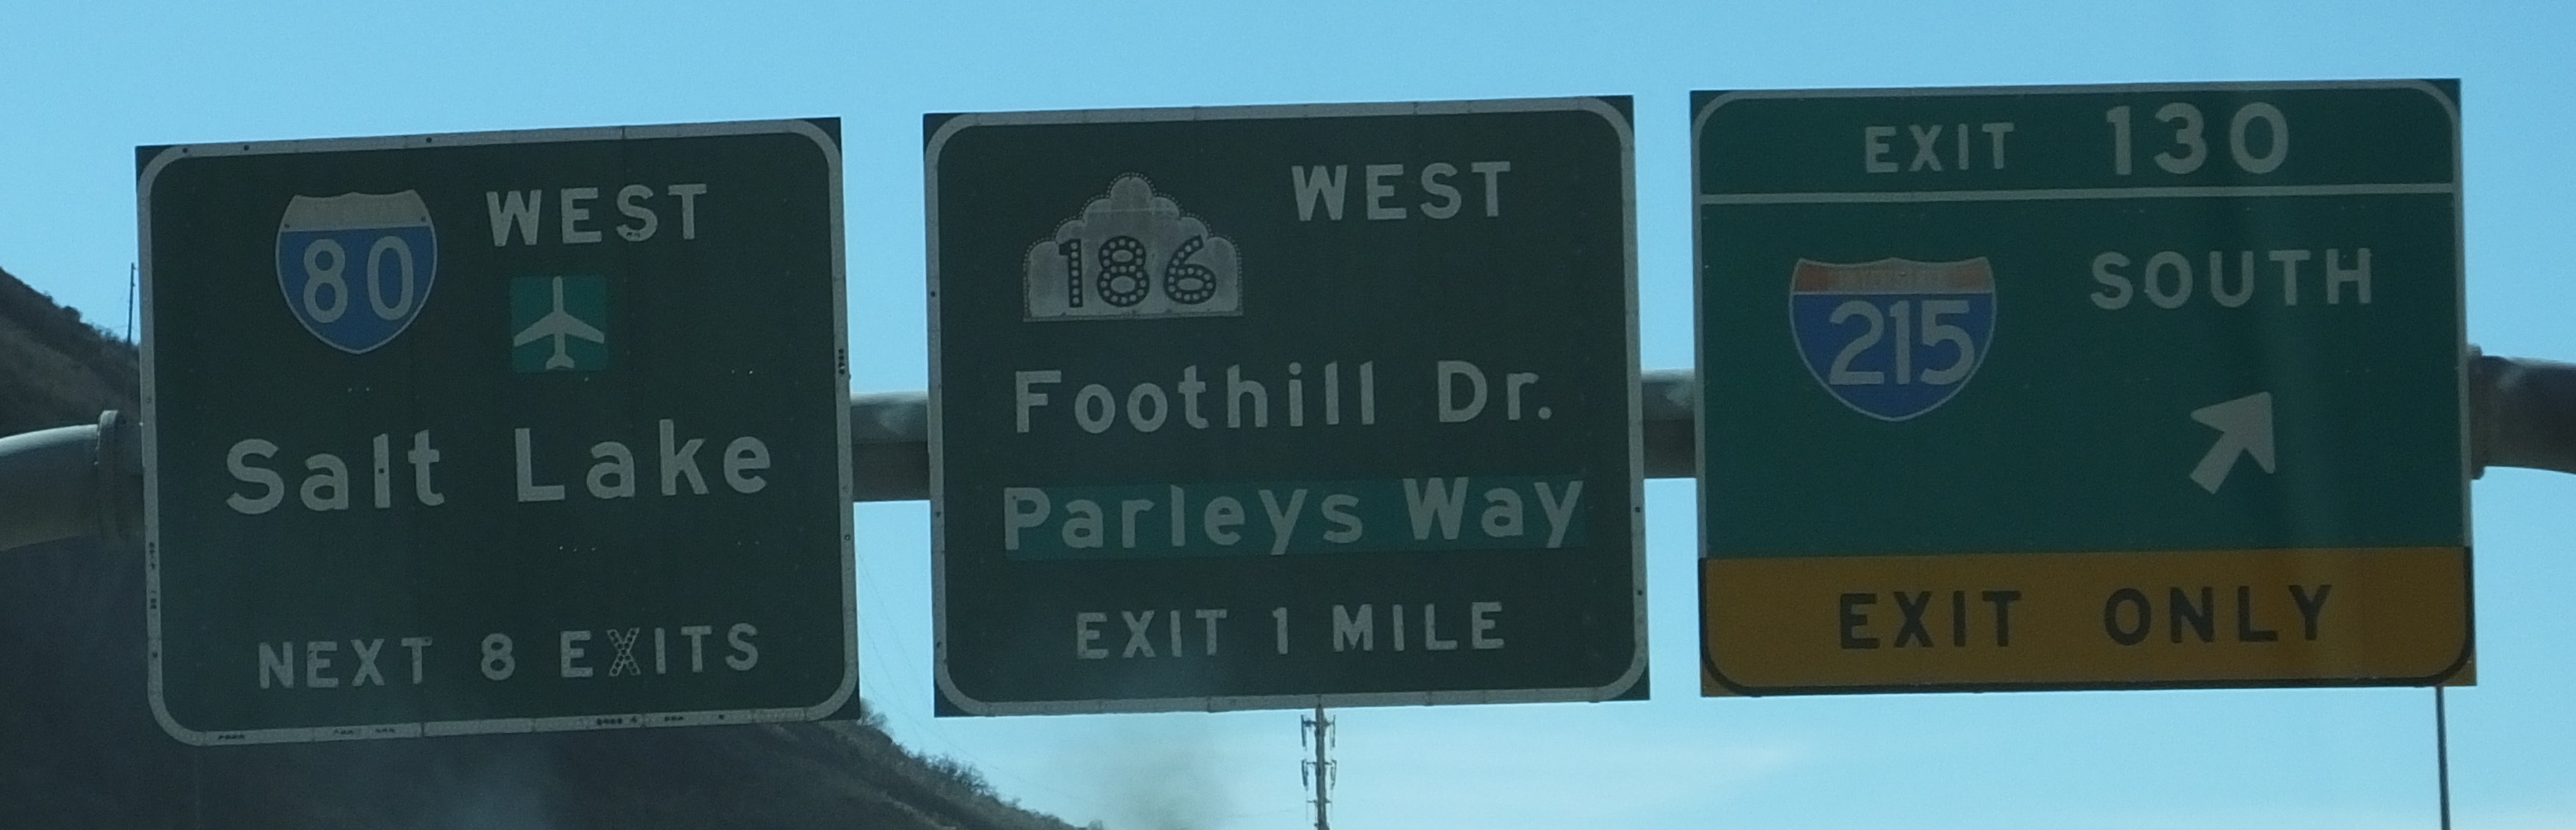 80 WEST
Salt Lake
NEXT 8 EXITS
186 WEST
Foothill Dr.
Parleys Way
EXIT 1 MILE
EXIT 130
215 SOUTH
EXIT ONLY